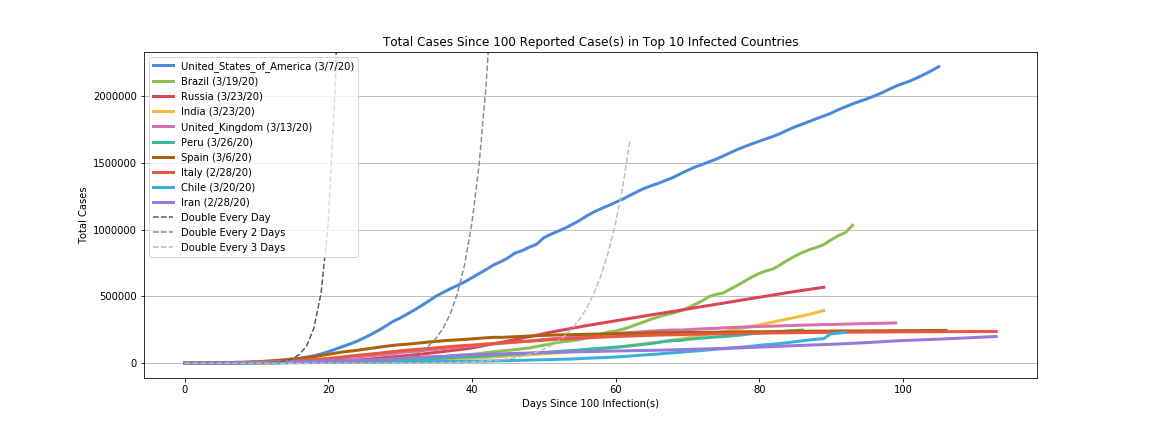 Total Cases Since 100 Reported Case(s) in Top 10 Infected Countries
United_States_of_America (3/7/20)
Brazil (3/19/20)
Russia (3/23/20)
India (3/23/20)
United_Kingdom (3/13/20)
Peru (3/26/20)
Spain (3/6/20)
Italy (2/28/20)
Chile (3/20/20)
Iran (2/28/20)
Double Every Day
Double Every 2 Days
Double Every 3 Days
Total Cases
2000000
1500000
1000000
500000
0
0 20 40 60 80 100
Days Since 100 Infection(s)